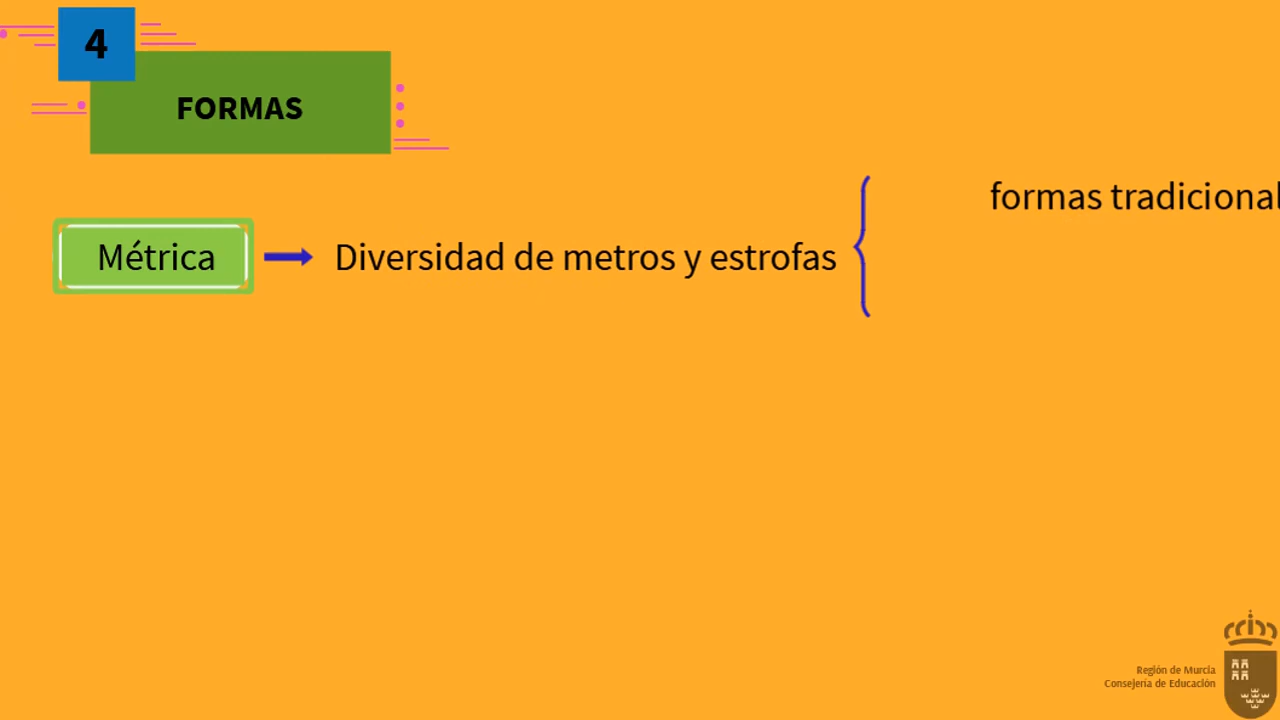 4
FORMAS
formas tradicional
Métrica
Diversidad de metros y estrofas
Región de Murcia
Consejería de Educación